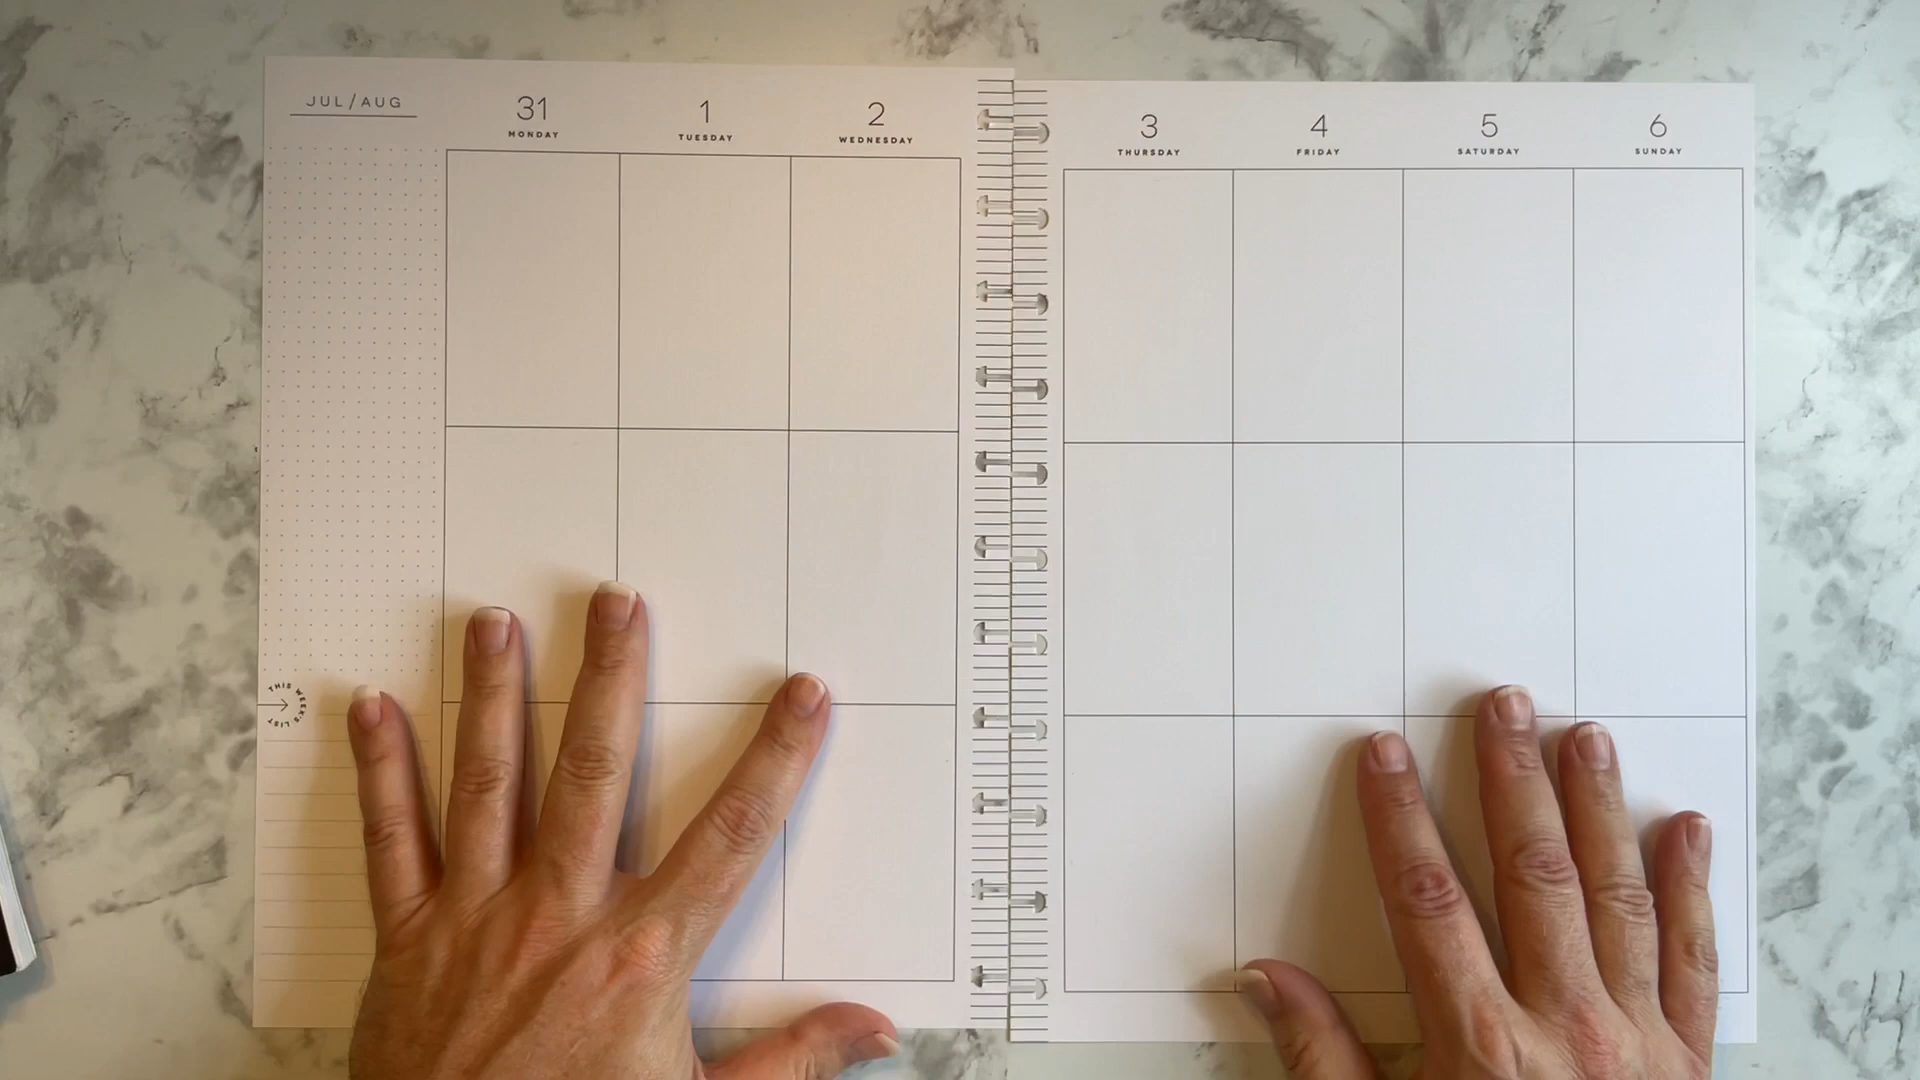 JUL/AUG
31
MONDAY
1
TUESDAY
2
WEDNESDAY
3
THURSDAY
4
FRIDAY
5
SATURDAY
6
SUNDAY
THIS WEEK'S LIST